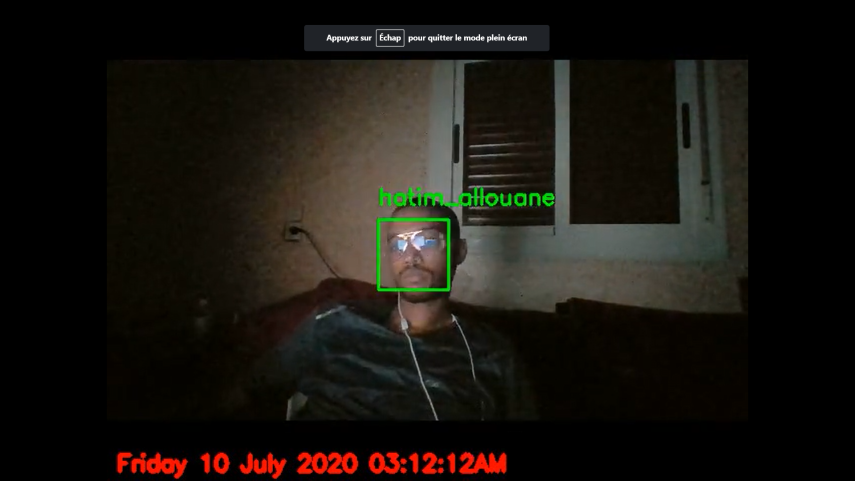 Appuyez sur Échap pour quitter le mode plein écran
hatim_allouane
Friday 10 July 2020 03:12:12AM